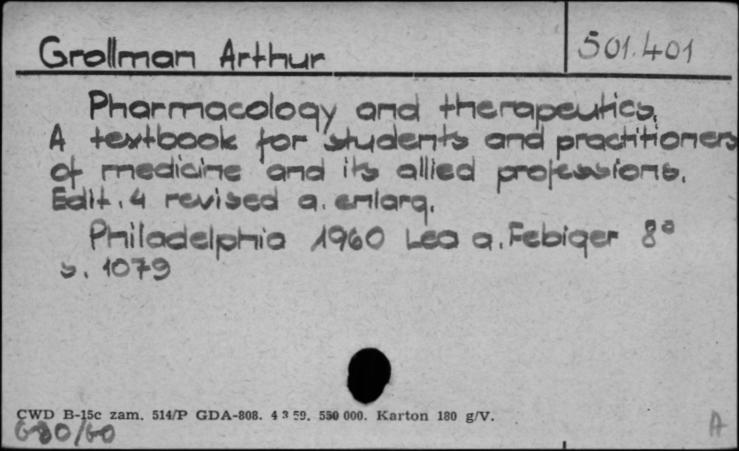 Grollman Arthur
501.401
Pharmacology and therapeutics.
A textbook for students and practitioners
of medicine and its allied professions.
Edit. 4 revised a. enlarg.
Philadelphia 1960 Lea a. Febiger 8°
s. 1079
CWD B-15c zam. 514/P GDA-808. 4 3 59. 550 000. Karton 180 g/V.
G80/60
A